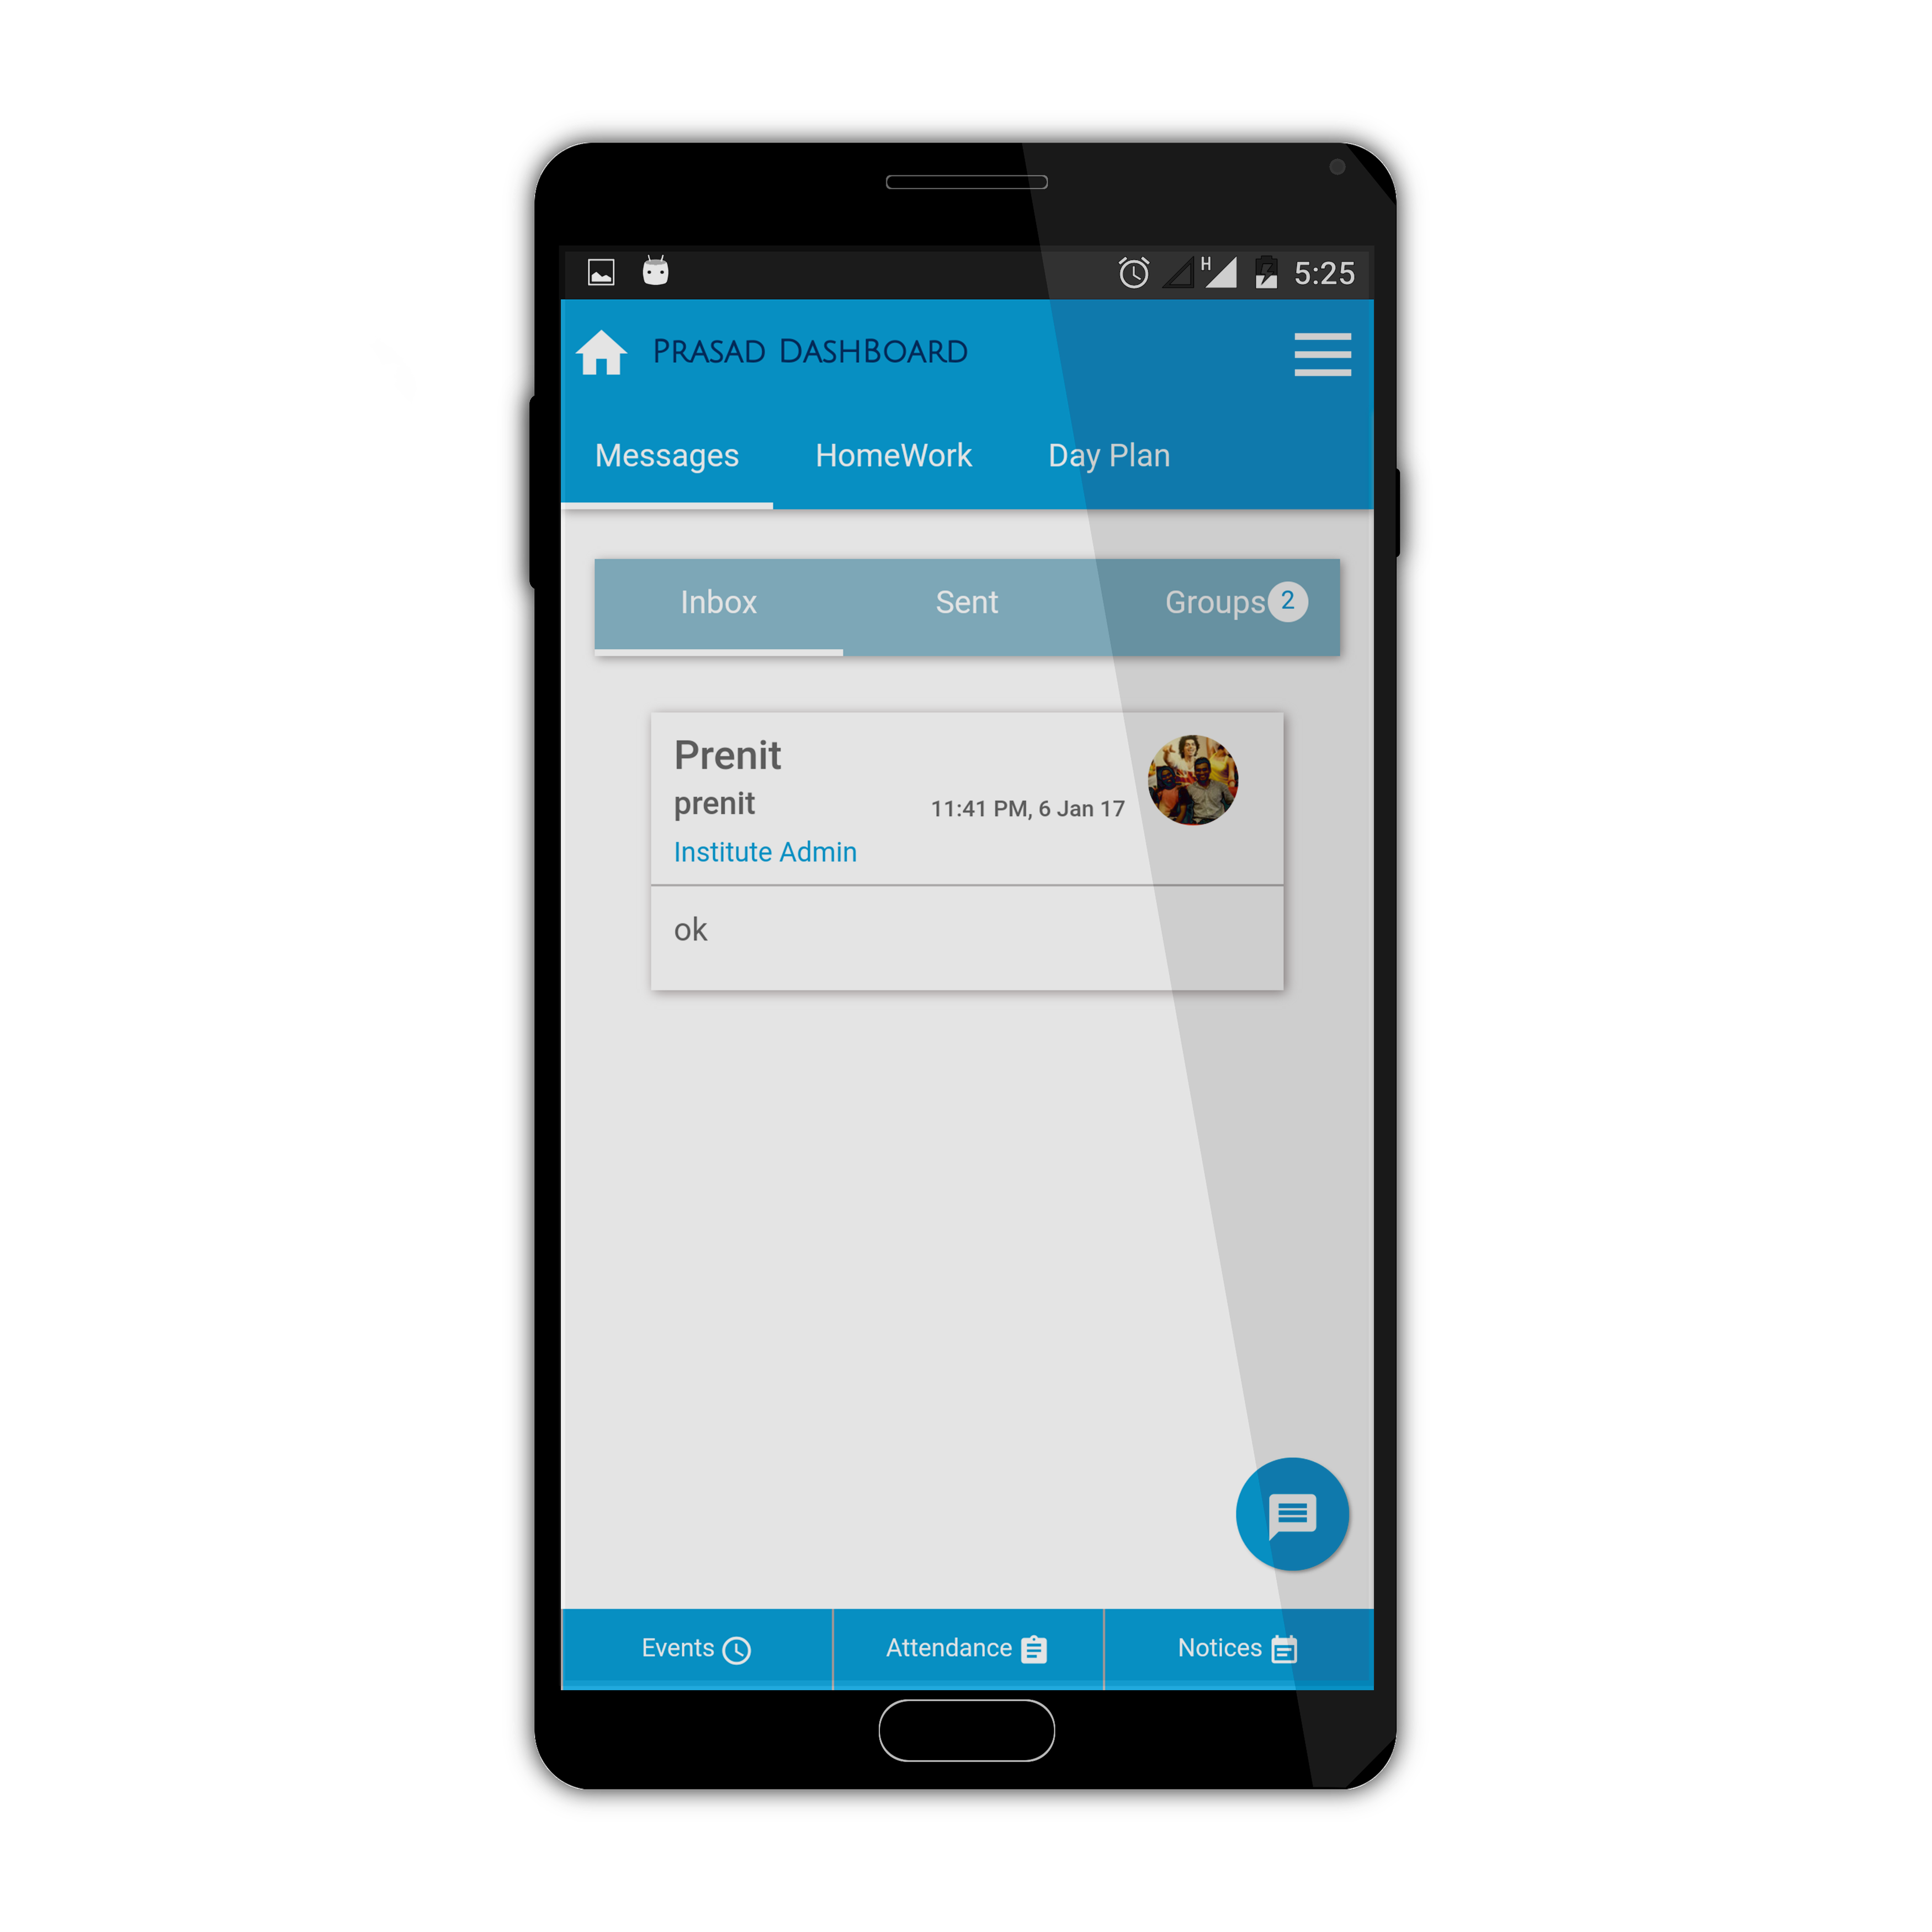 H 5:25
PRASAD DASHBOARD
Messages HomeWork Day Plan
Inbox Sent Groups 2
Prenit
prenit 11:41 PM, 6 Jan 17
Institute Admin
ok
Events Attendance Notices